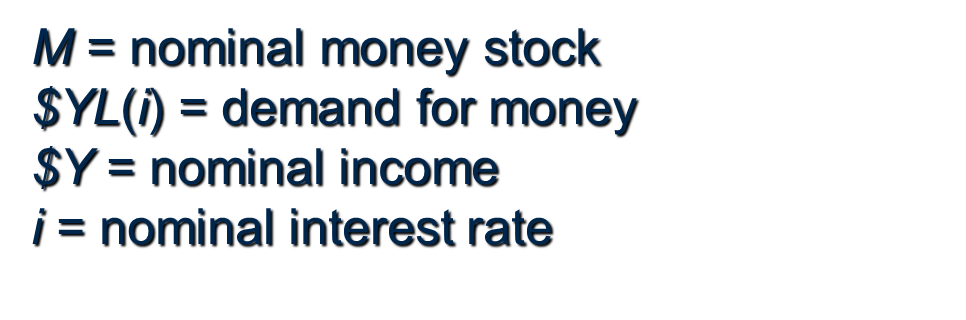 M = nominal money stock
$YL(i) = demand for money
$Y = nominal income
i = nominal interest rate